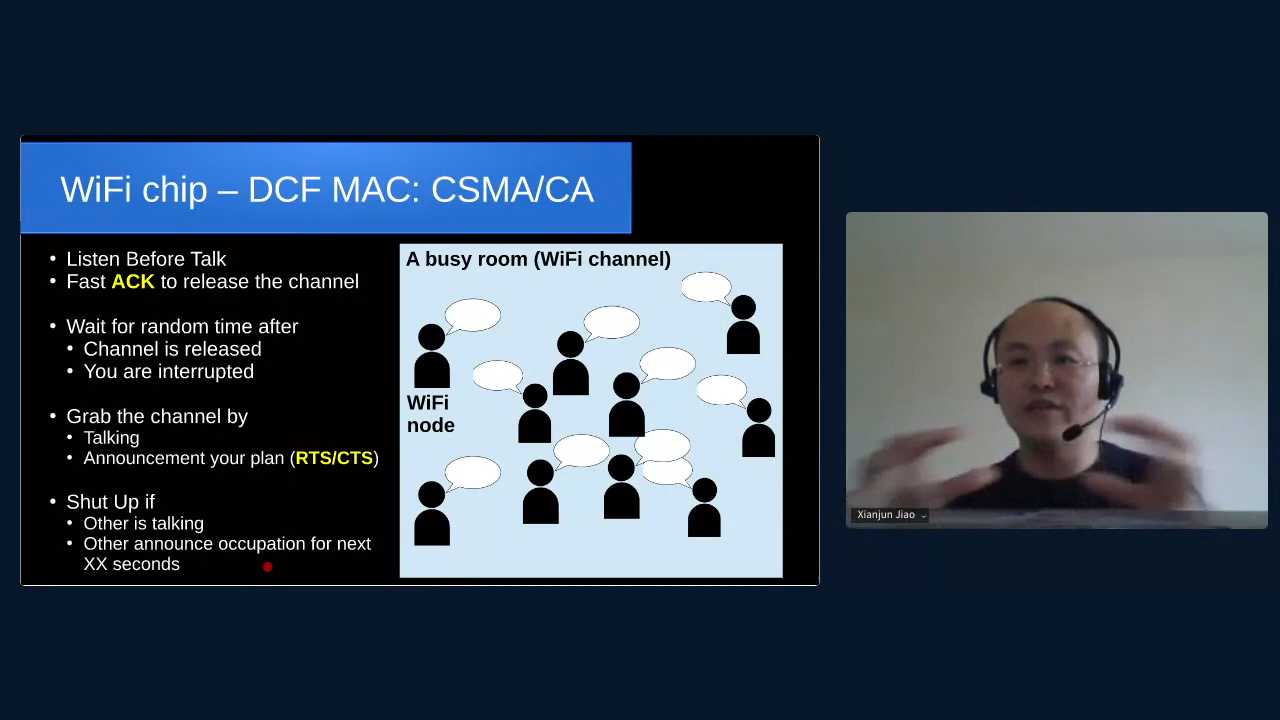 WiFi chip – DCF MAC: CSMA/CA
Listen Before Talk
Fast ACK to release the channel
Wait for random time after
Channel is released
You are interrupted
Grab the channel by
Talking
Announcement your plan (RTS/CTS)
Shut Up if
Other is talking
Other announce occupation for next
XX seconds
A busy room (WiFi channel)
WiFi
node
Xianjun Jiao